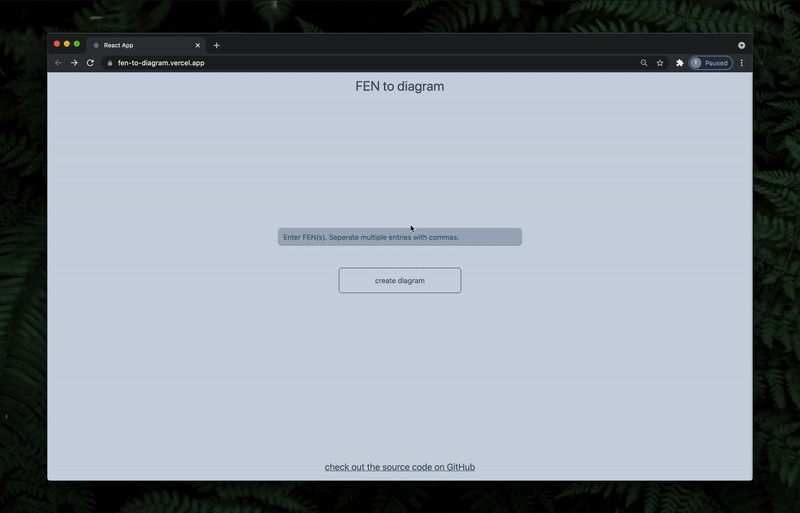 React App
fen-to-diagram.vercel.app
T
Paused
FEN to diagram
Enter FEN(s). Seperate multiple entries with commas.
create diagram
check out the source code on GitHub